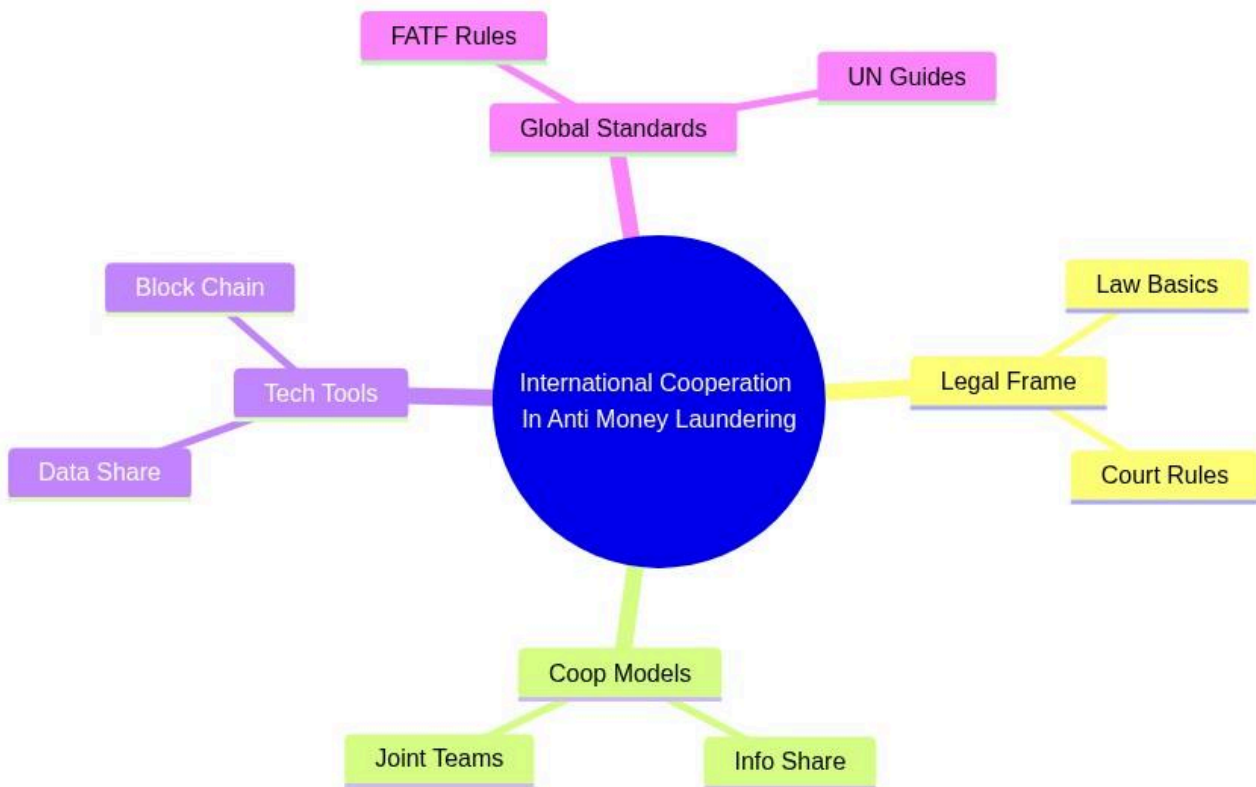 FATF Rules
UN Guides
Global Standards
Block Chain
Law Basics
Tech Tools
International Cooperation
In Anti Money Laundering
Legal Frame
Data Share
Court Rules
Coop Models
Joint Teams
Info Share